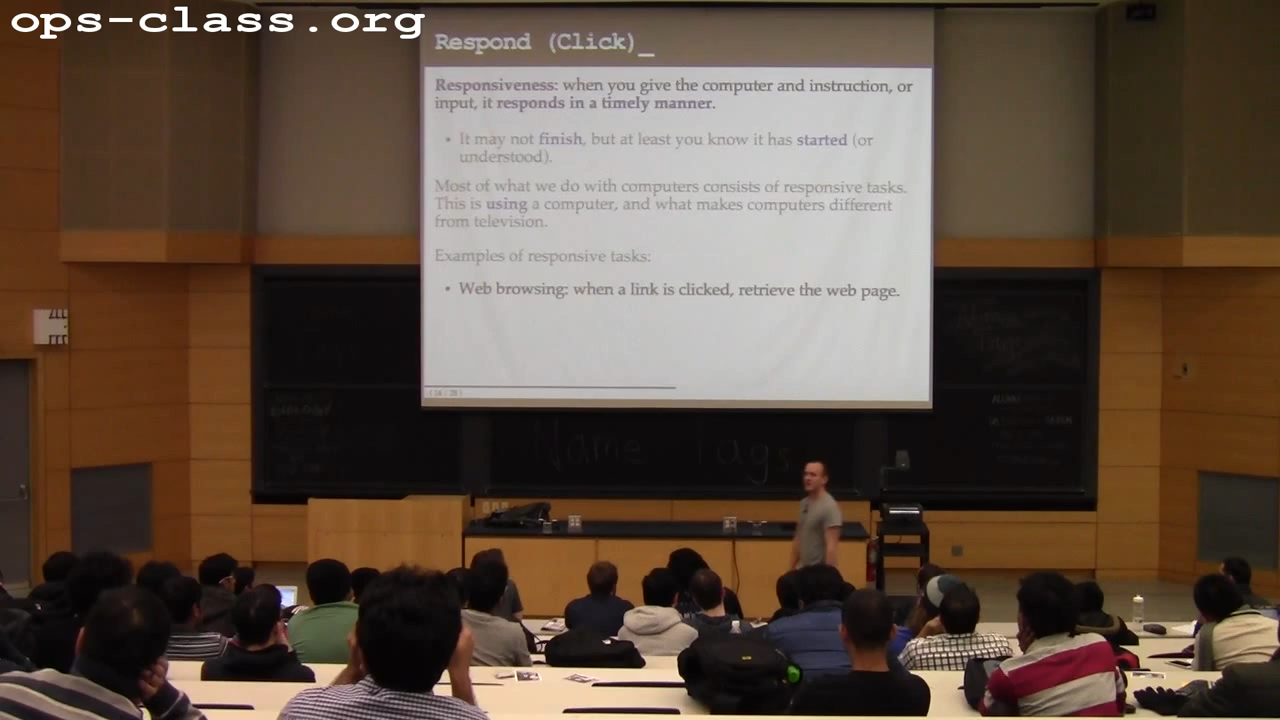 ops-class.org
Respond (Click)_
Responsiveness: when you give the computer and instruction, or
input, it responds in a timely manner.
• It may not finish, but at least you know it has started (or
understood).
Most of what we do with computers consists of responsive tasks.
This is using a computer, and what makes computers different
from television.
Examples of responsive tasks:
• Web browsing: when a link is clicked, retrieve the web page.
Name Tags